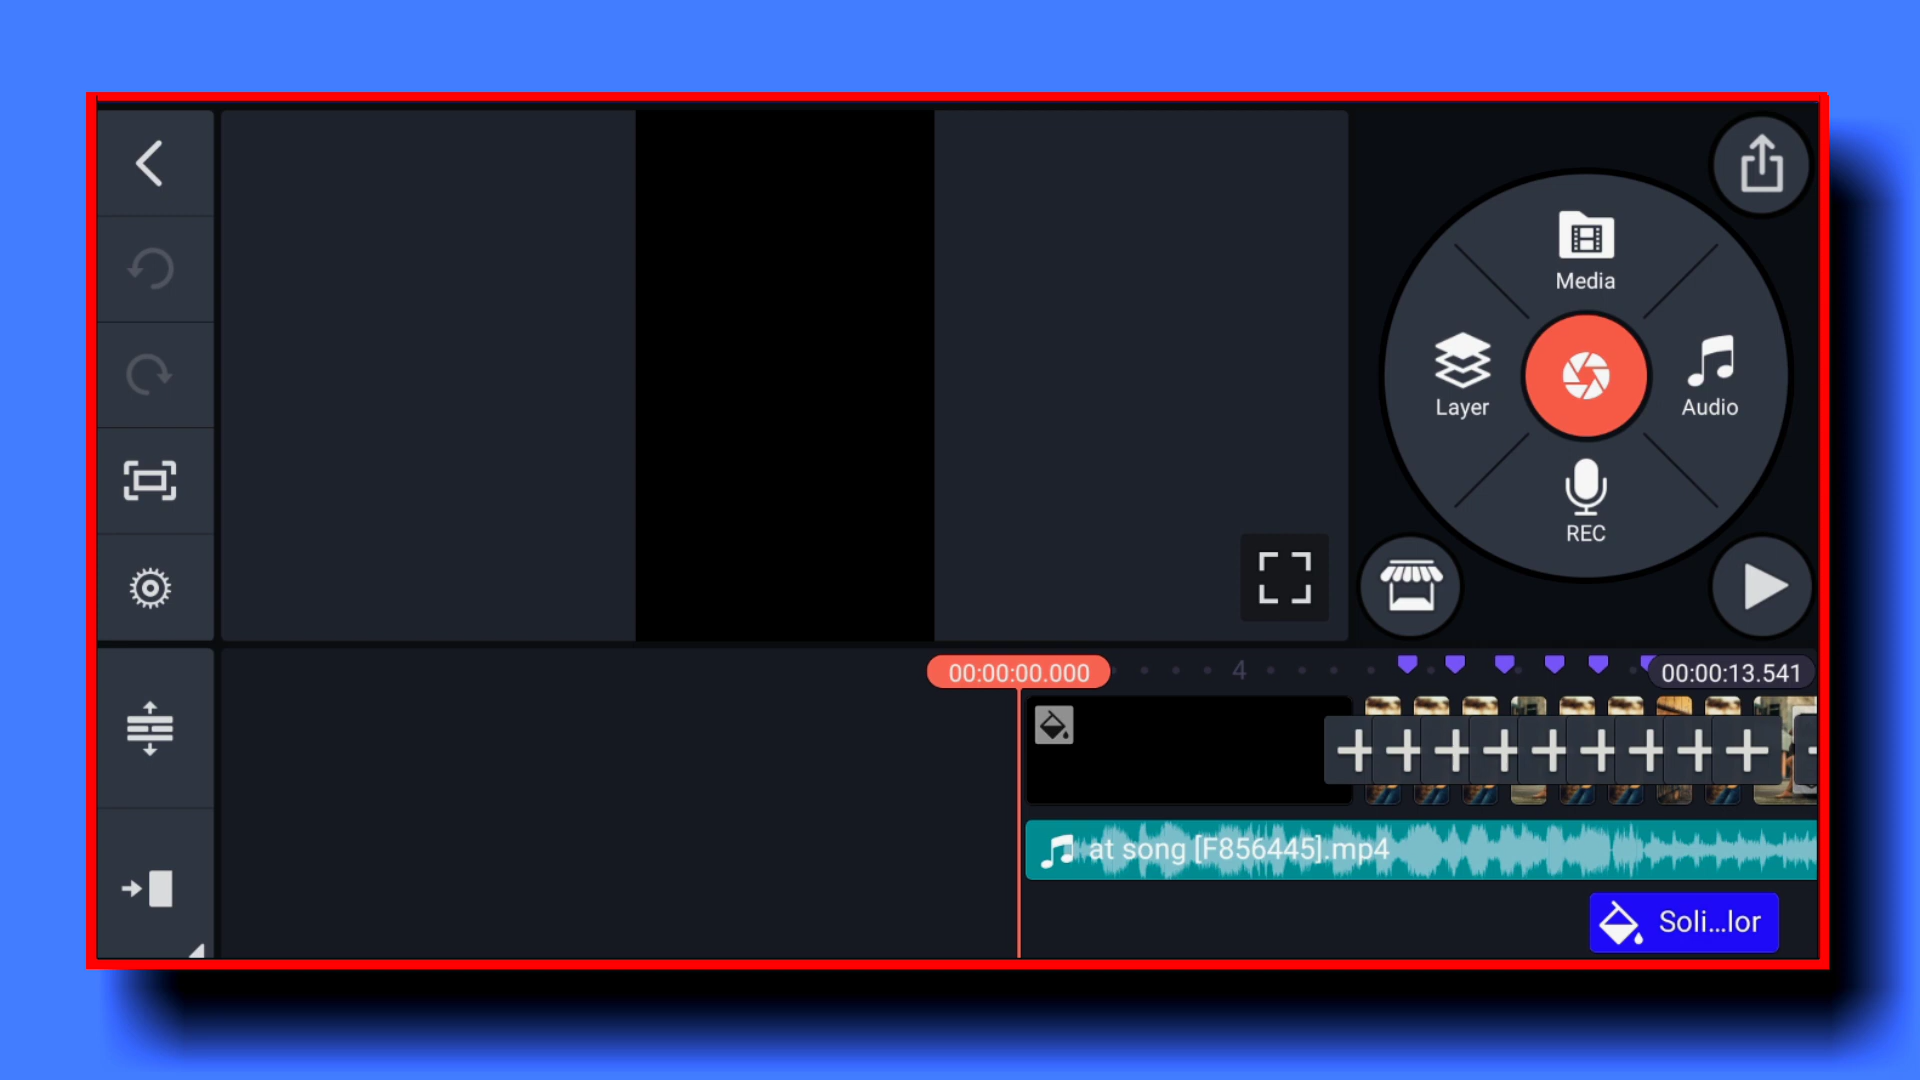 Media
Layer
Audio
REC
00:00:00.000
4
00:00:13.541
at song [F856445].mp4
Soli...lor